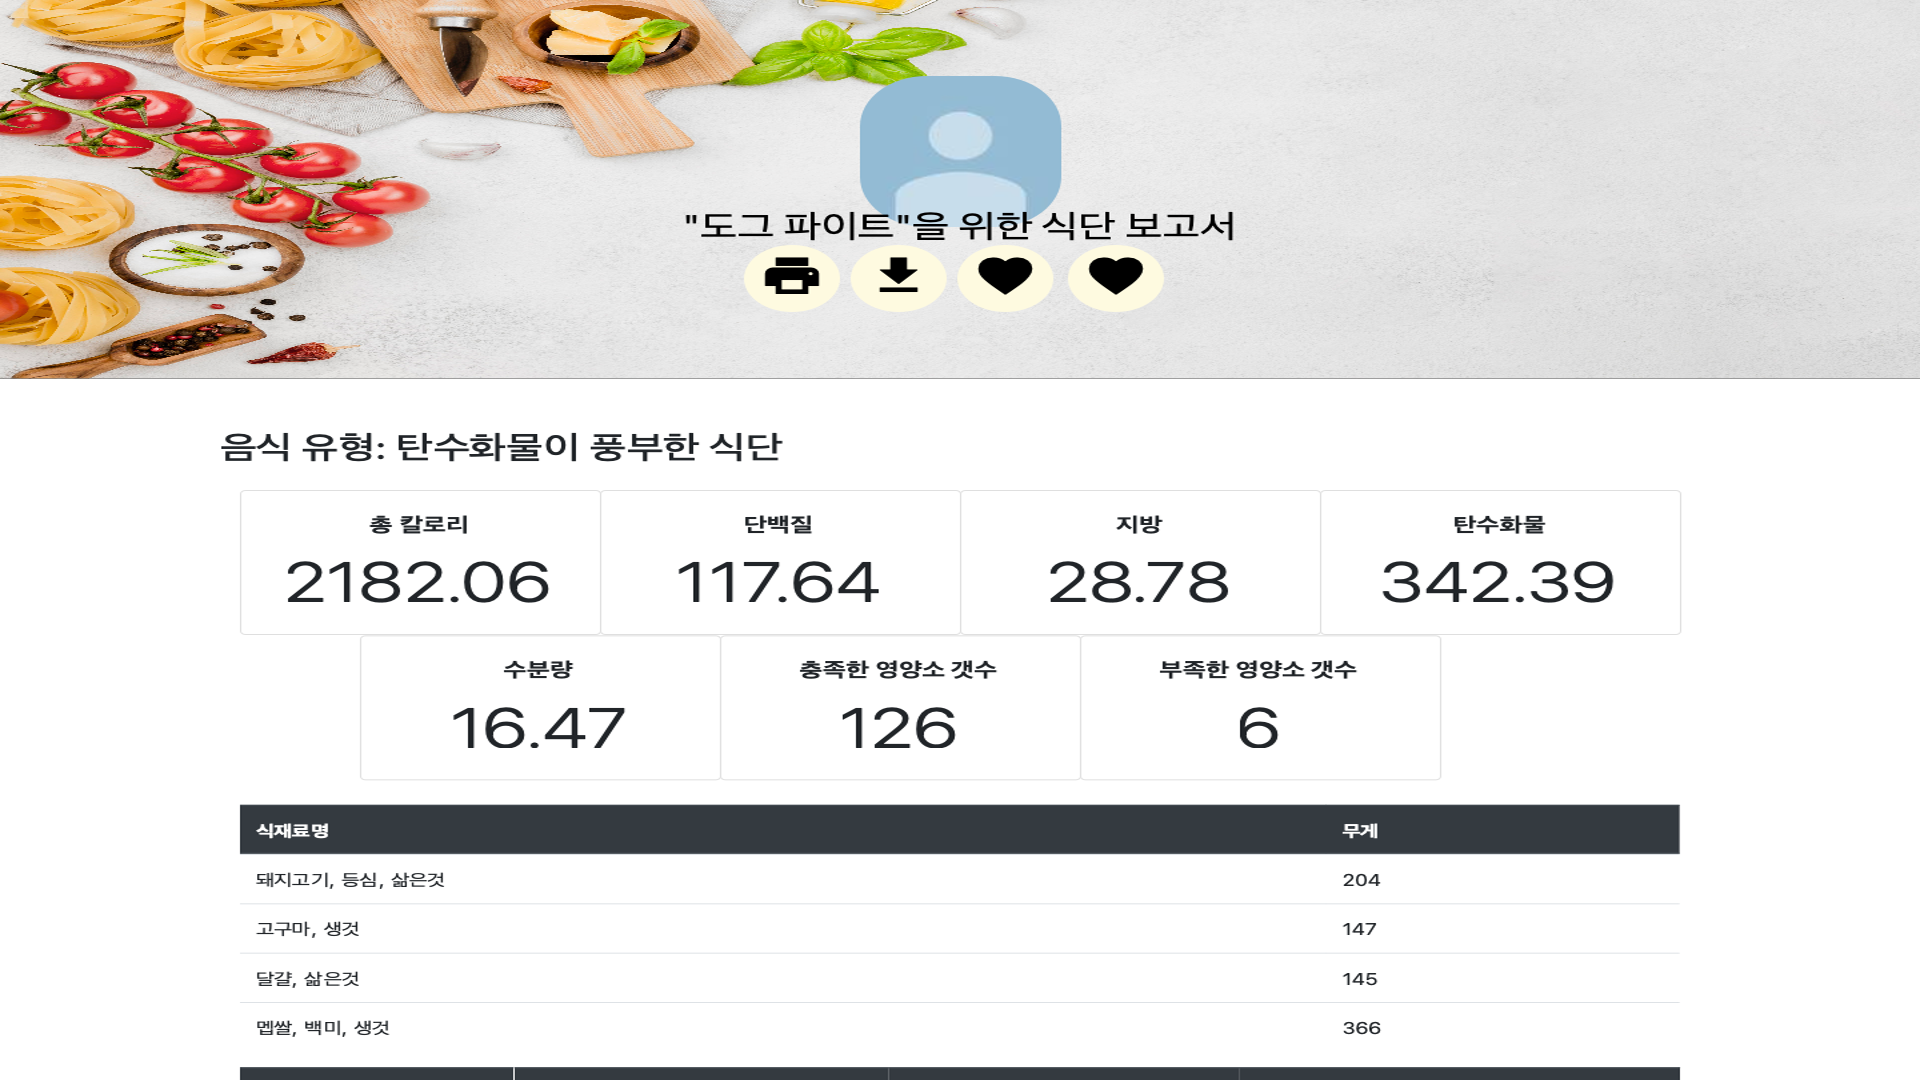 "도그 파이트"을 위한 식단 보고서
음식 유형: 탄수화물이 풍부한 식단
총 칼로리 단백질 지방 탄수화물
2182.06 117.64 28.78 342.39
수분량 충족한 영양소 갯수 부족한 영양소 갯수
16.47 126 6
식재료명 무게
돼지고기, 등심, 삶은것 204
고구마, 생것 147
달걀, 삶은것 145
멥쌀, 백미, 생것 366